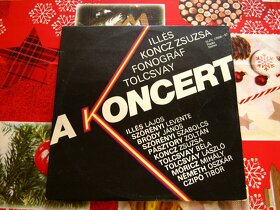 ILLÉS
KONCZ ZSUZSA
FONOGRÁF
TOLCSVAY
A KONCERT
ILLÉS LAJOS
SZÖRÉNYI LEVENTE
BRÓDY JÁNOS
SZÖRÉNYI SZABOLCS
PÁSZTORY ZOLTÁN
KONCZ ZSUZSA
TOLCSVAY BÉLA
TOLCSVAY LÁSZLÓ
MÓRICZ MIHÁLY
NÉMETH OSZKÁR
CZIPÓ TIBOR